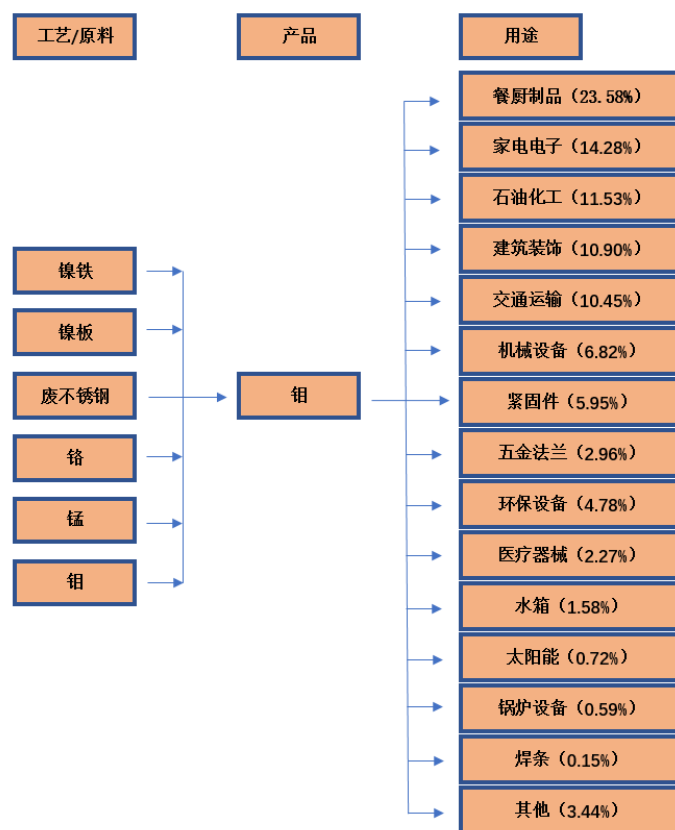 工艺/原料
产品
用途
镍铁
镍板
废不锈钢
铬
锰
钼
钼
餐厨制品（23.58%）
家电电子（14.28%）
石油化工（11.53%）
建筑装饰（10.90%）
交通运输（10.45%）
机械设备（6.82%）
紧固件（5.95%）
五金法兰（2.96%）
环保设备（4.78%）
医疗器械（2.27%）
水箱（1.58%）
太阳能（0.72%）
锅炉设备（0.59%）
焊条（0.15%）
其他（3.44%）